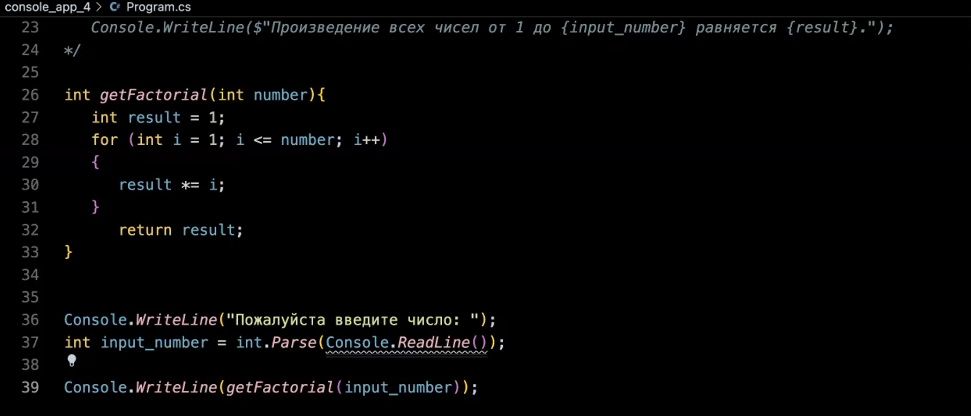 console_app_4 > Program.cs
23 Console.WriteLine($"Произведение всех чисел от 1 до {input_number} равняется {result}.");
24 */
25
26 int getFactorial(int number){
27 int result = 1;
28 for (int i = 1; i <= number; i++)
29 {
30 result *= i;
31 }
32 return result;
33 }
34
35
36 Console.WriteLine("Пожалуйста введите число: ");
37 int input_number = int.Parse(Console.ReadLine());
38
39 Console.WriteLine(getFactorial(input_number));